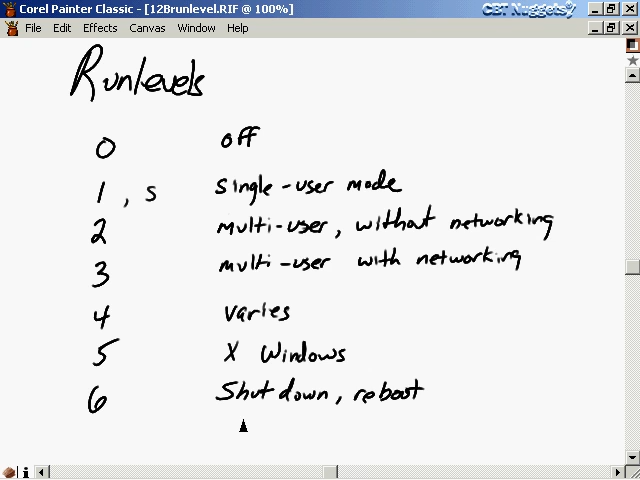 Corel Painter Classic - [12Brunlevel.RIF @ 100%]
CBT Nuggets
File Edit Effects Canvas Window Help
Runlevels
0 off
1, S single-user mode
2 multi-user, without networking
3 multi-user with networking
4 varies
5 X Windows
6 Shutdown, reboot